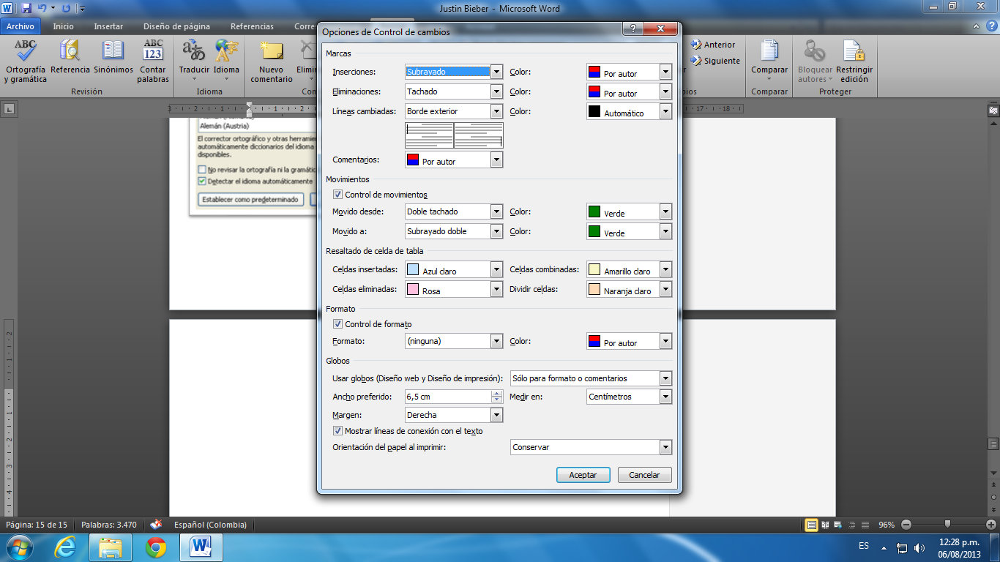 Justin Bieber - Microsoft Word
Archivo Inicio Insertar Diseño de página Referencias
Ortografía y gramática
Referencia
Sinónimos
Contar palabras
Revisión
Traducir
Idioma
Idioma
Nuevo comentario
Anterior
Siguiente
Comparar
Comparar
Bloquear autores
Restringir edición
Proteger
Alemán (Austria)
El corrector ortográfico y otras
automáticamente diccionarios del idioma
disponibles.
No revisar la ortografía ni la
Detectar el idioma automáticamente
Establecer como predeterminado
Opciones de Control de cambios
Marcas
Inserciones: Subrayado Color: Por autor
Eliminaciones: Tachado Color: Por autor
Líneas cambiadas: Borde exterior Color: Automático
Comentarios: Por autor
Movimientos
Control de movimientos
Movido desde: Doble tachado Color: Verde
Movido a: Subrayado doble Color: Verde
Resaltado de celda de tabla
Celdas insertadas: Azul claro Celdas combinadas: Amarillo claro
Celdas eliminadas: Rosa Dividir celdas: Naranja claro
Formato
Control de formato
Formato: (ninguna) Color: Por autor
Globos
Usar globos (Diseño web y Diseño de impresión): Sólo para formato o comentarios
Ancho preferido: 6,5 cm Medir en: Centímetros
Margen: Derecha
Mostrar líneas de conexión con el texto
Orientación del papel al imprimir: Conservar
Aceptar Cancelar
Página: 15 de 15 Palabras: 3.470 Español (Colombia) 96%
ES 12:28 p.m.
06/08/2013